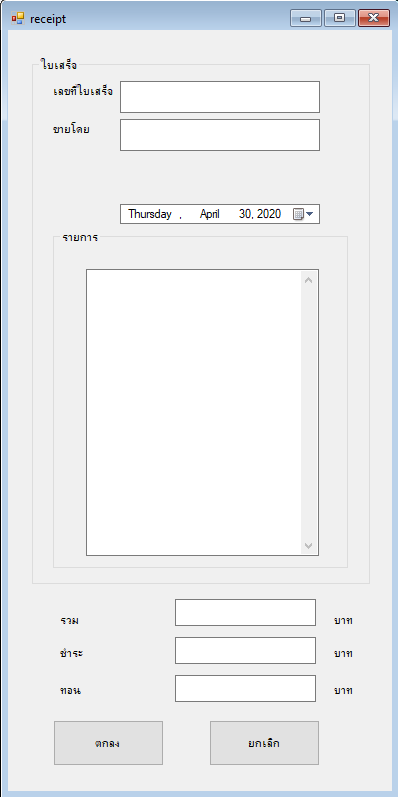 receipt
ใบเสร็จ
เลขที่ใบเสร็จ
ขายโดย
Thursday , April 30, 2020
รายการ
รวม บาท
ชำระ บาท
ทอน บาท
ตกลง ยกเลิก